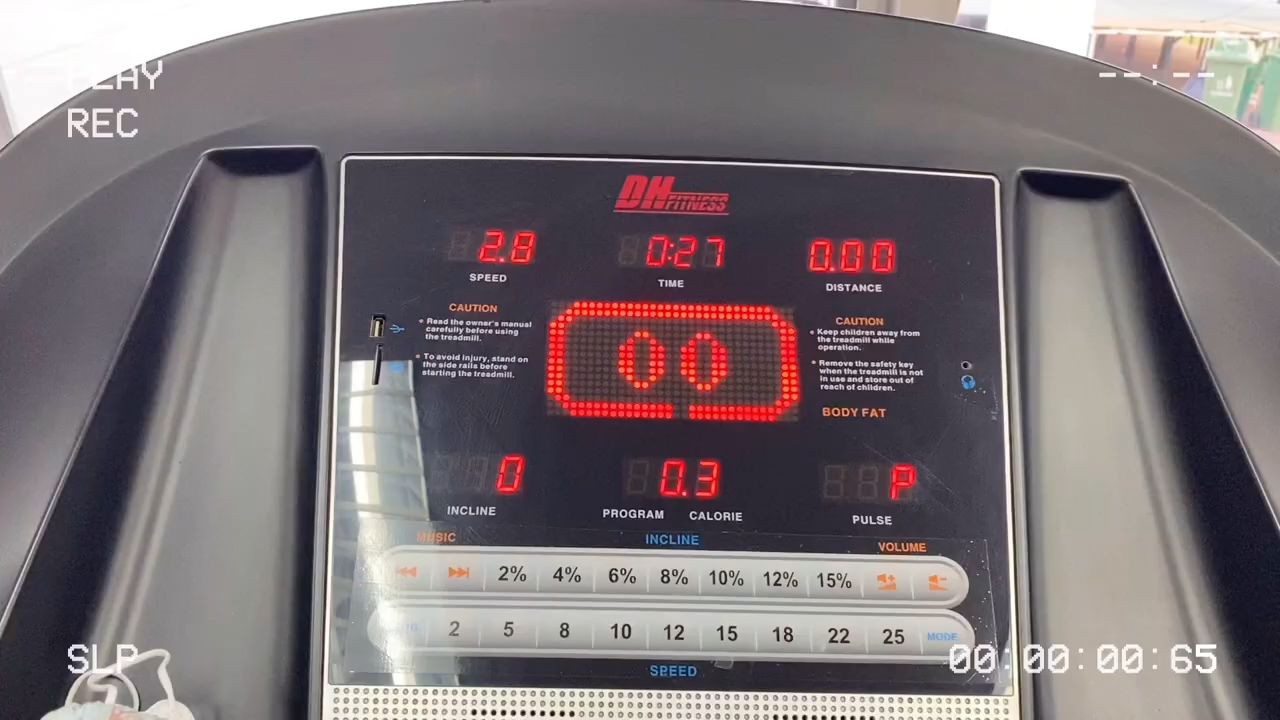 PLAY
--:--
REC
DH FITNESS
2.8
0:27
0.00
SPEED
TIME
DISTANCE
CAUTION
Read the owner's manual
carefully before using
the treadmill.
To avoid injury, stand on
the side rails before
starting the treadmill.
00
CAUTION
Keep children away from
the treadmill while
operation.
Remove the safety key
when the treadmill is not
in use and store out of
reach of children.
BODY FAT
0
0.3
P
INCLINE
PROGRAM CALORIE
PULSE
MUSIC
INCLINE
VOLUME
2% 4% 6% 8% 10% 12% 15%
+ -
2 5 8 10 12 15 18 22 25 MODE
SPEED
SLP
00:00:00:65